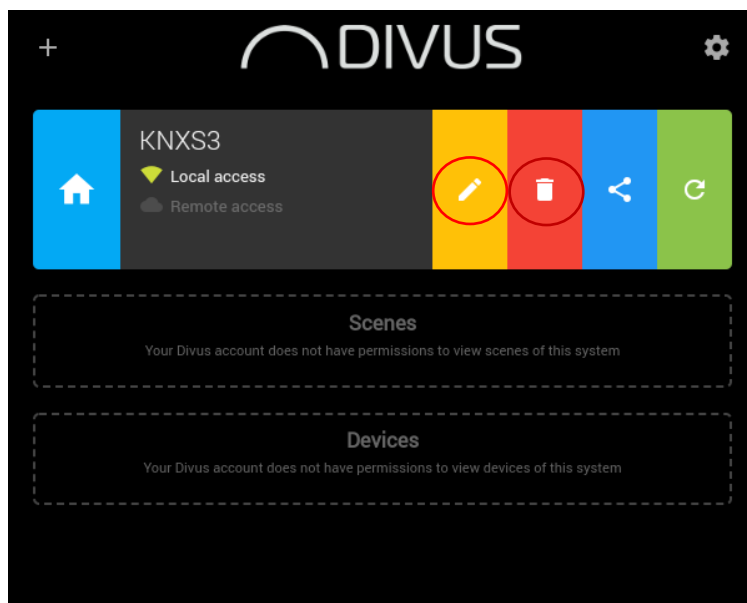 DIVUS
KNXS3
Local access
Remote access
Scenes
Your Divus account does not have permissions to view scenes of this system
Devices
Your Divus account does not have permissions to view devices of this system